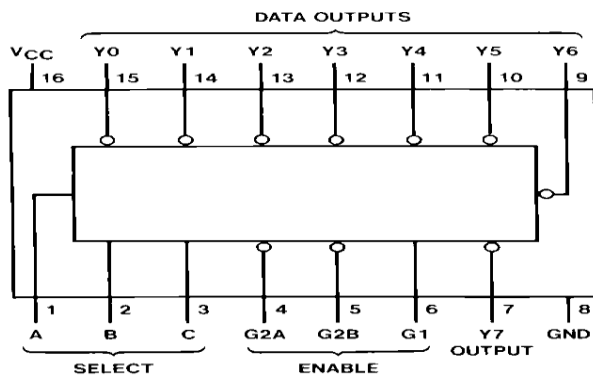 DATA OUTPUTS
VCC Y0 Y1 Y2 Y3 Y4 Y5 Y6
16 15 14 13 12 11 10 9
1 2 3 4 5 6 7 8
A B C G2A G2B G1 Y7 GND
OUTPUT
SELECT ENABLE